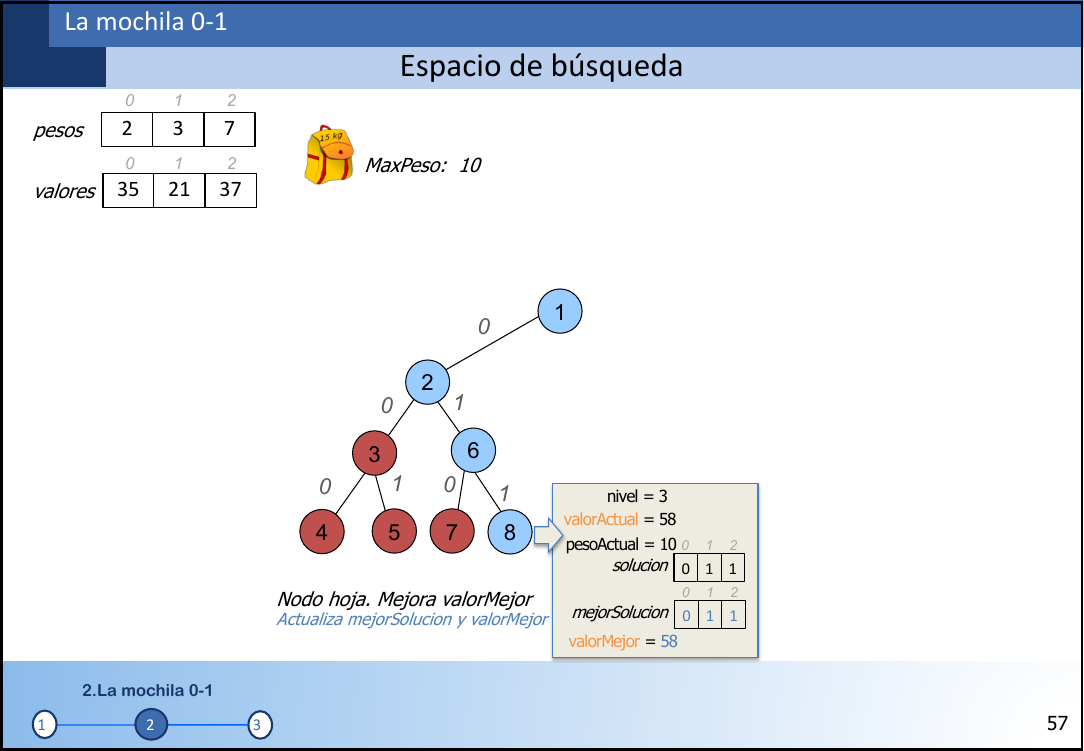 La mochila 0-1
Espacio de búsqueda
0 1 2
pesos 2 3 7
0 1 2
valores 35 21 37
15 kg
MaxPeso: 10
1
0
2
0 1
3 6
0 1 0 1
4 5 7 8
nivel = 3
valorActual = 58
pesoActual = 10
0 1 2
solucion 0 1 1
0 1 2
mejorSolucion 0 1 1
valorMejor = 58
Nodo hoja. Mejora valorMejor
Actualiza mejorSolucion y valorMejor
2.La mochila 0-1
1 2 3
57